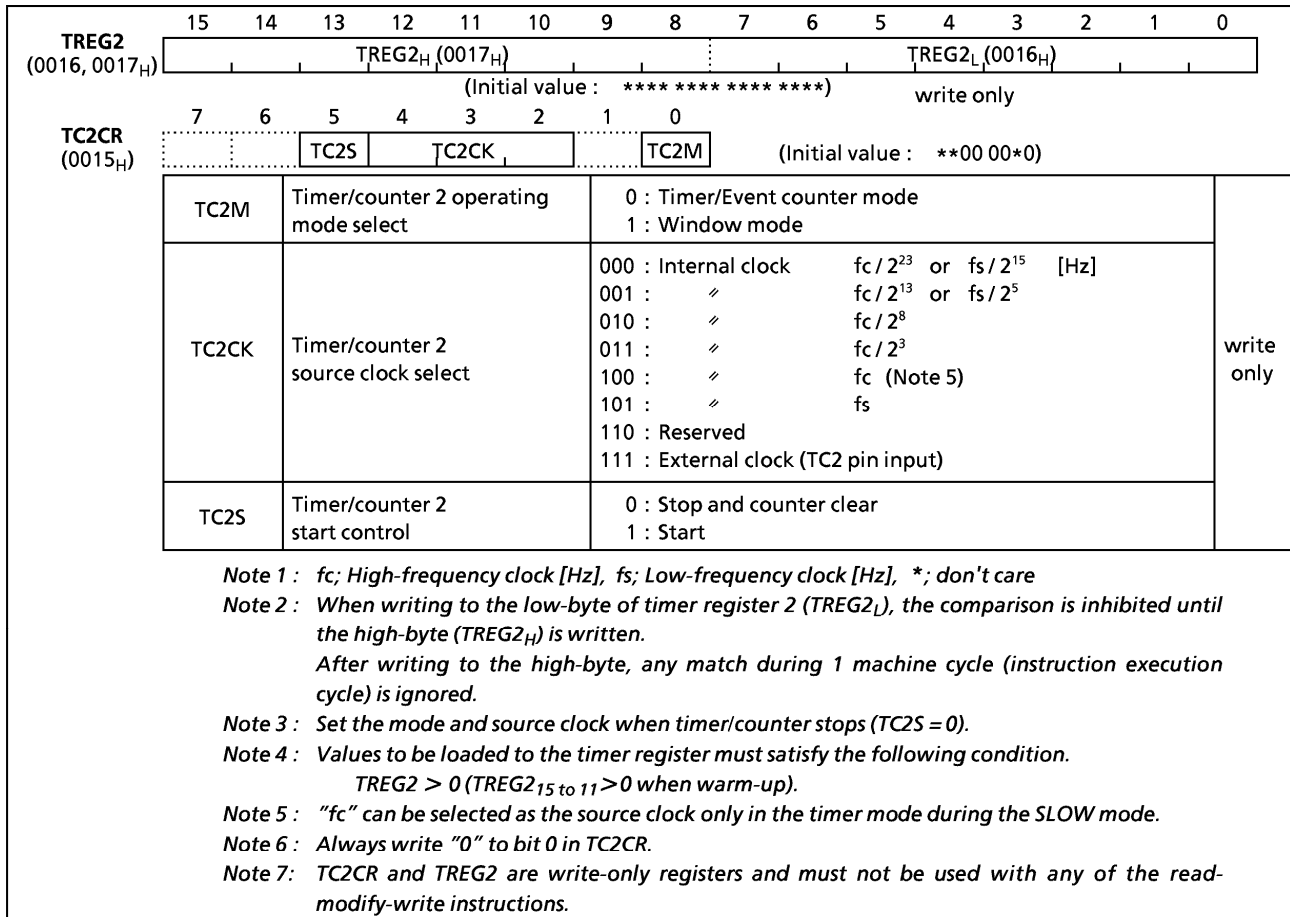 15 14 13 12 11 10 9 8 7 6 5 4 3 2 1 0
TREG2
(0016, 0017H)
TREG2H (0017H) TREG2L (0016H)
(Initial value : **** **** **** ****) write only
7 6 5 4 3 2 1 0
TC2CR
(0015H)
TC2S TC2CK TC2M (Initial value : **00 00*0)
TC2M
Timer/counter 2 operating
mode select
0 : Timer/Event counter mode
1 : Window mode
TC2CK
Timer/counter 2
source clock select
000 : Internal clock fc / 2²³ or fs / 2¹⁵ [Hz]
001 : 〃 fc / 2¹³ or fs / 2⁵
010 : 〃 fc / 2⁸
011 : 〃 fc / 2³
100 : 〃 fc (Note 5)
101 : 〃 fs
110 : Reserved
111 : External clock (TC2 pin input)
TC2S
Timer/counter 2
start control
0 : Stop and counter clear
1 : Start
write
only
Note 1 : fc; High-frequency clock [Hz], fs; Low-frequency clock [Hz], *; don't care
Note 2 : When writing to the low-byte of timer register 2 (TREG2L), the comparison is inhibited until
the high-byte (TREG2H) is written.
After writing to the high-byte, any match during 1 machine cycle (instruction execution
cycle) is ignored.
Note 3 : Set the mode and source clock when timer/counter stops (TC2S = 0).
Note 4 : Values to be loaded to the timer register must satisfy the following condition.
TREG2 > 0 (TREG215 to 11 > 0 when warm-up).
Note 5 : "fc" can be selected as the source clock only in the timer mode during the SLOW mode.
Note 6 : Always write "0" to bit 0 in TC2CR.
Note 7: TC2CR and TREG2 are write-only registers and must not be used with any of the read-
modify-write instructions.